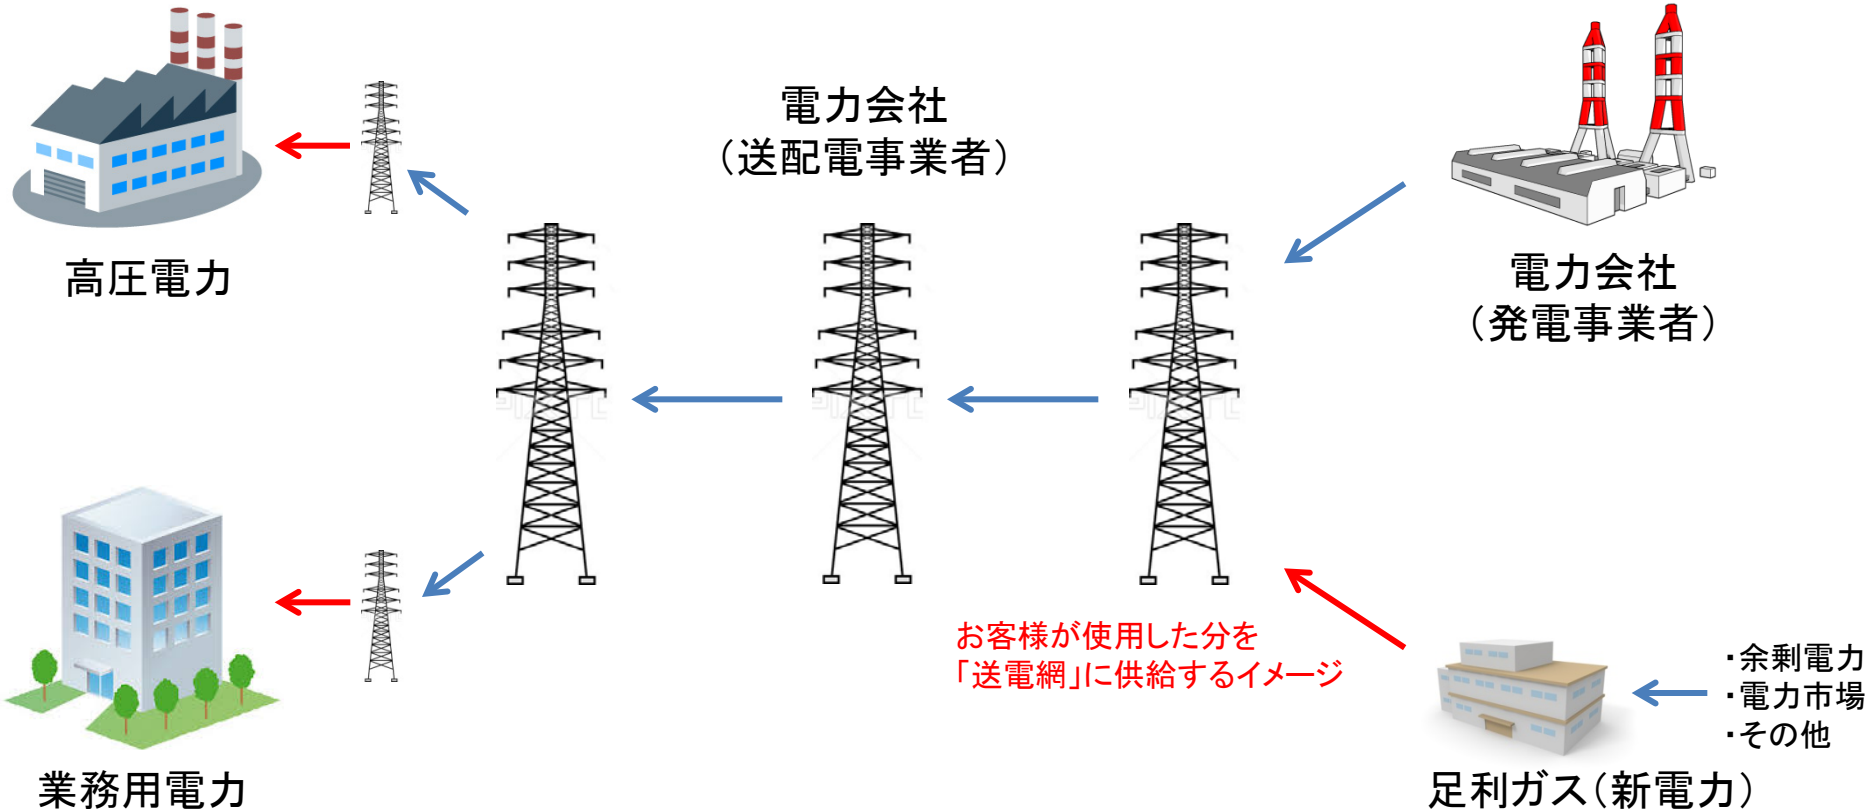 電力会社
（送配電事業者）
高圧電力
電力会社
（発電事業者）
お客様が使用した分を
「送電網」に供給するイメージ
・余剰電力
・電力市場
・その他
業務用電力
足利ガス（新電力）